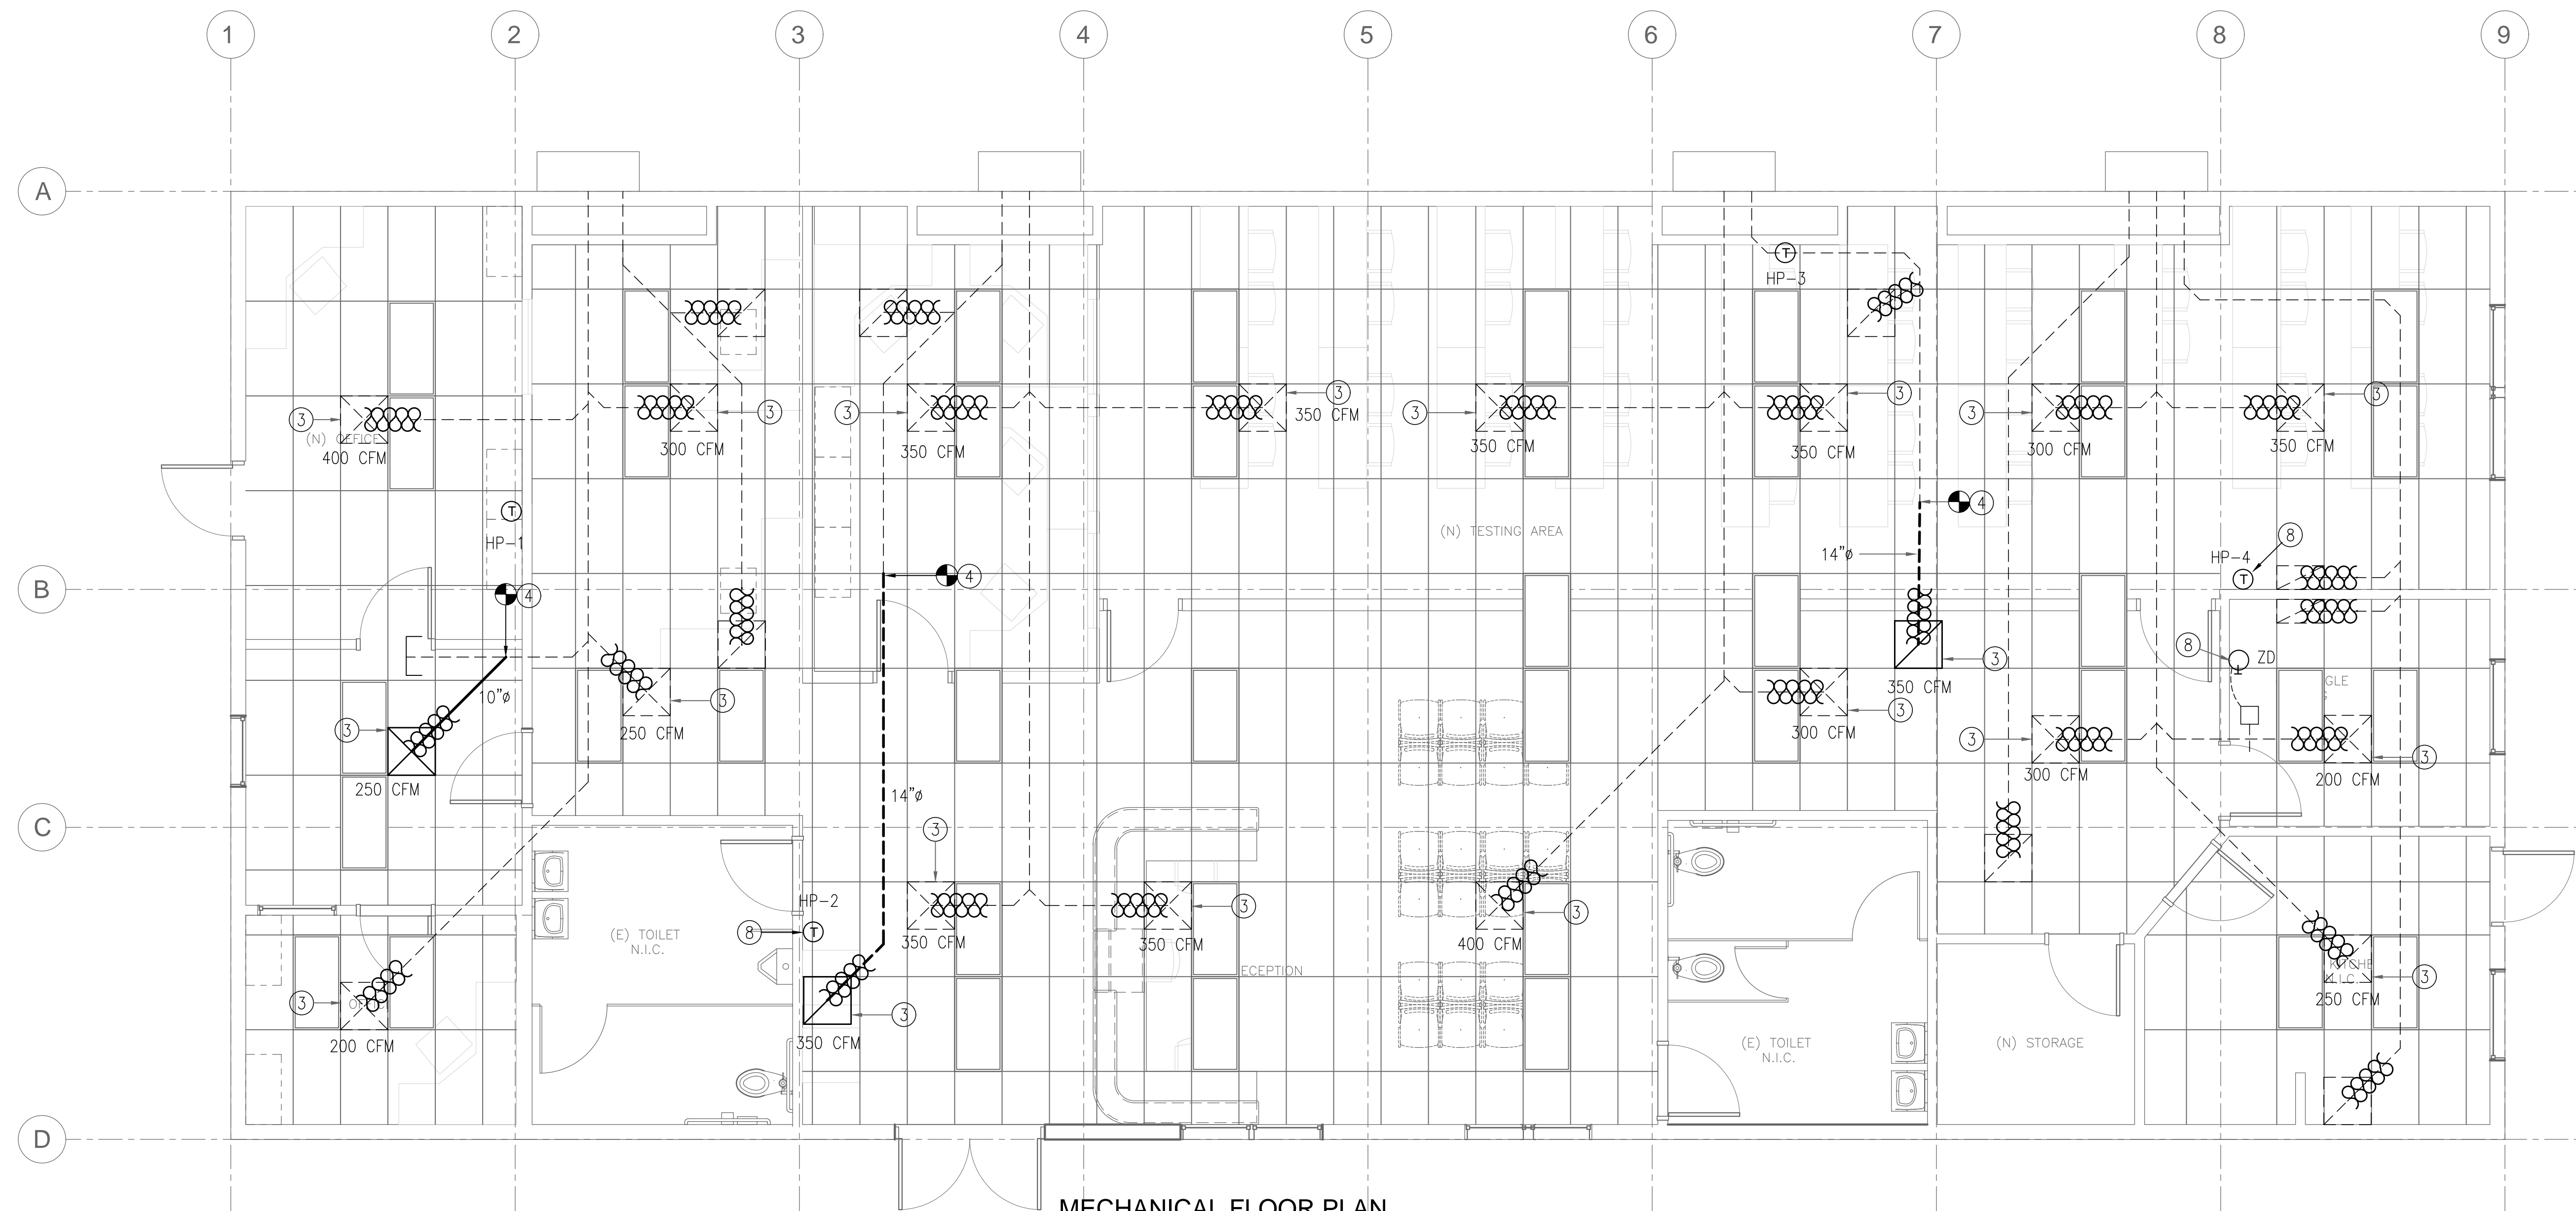 1 2 3 4 5 6 7 8 9
A
T
HP-3
3
3
3
3
350 CFM
3
3
3
3
(N) OFFICE
400 CFM
300 CFM
350 CFM
350 CFM
350 CFM
300 CFM
350 CFM
T
HP-1
(N) TESTING AREA
4
14"ø
4
8
HP-4
T
B
4
8
ZD
3
10"ø
3
3
350 CFM
3
250 CFM
300 CFM
3
3
250 CFM
300 CFM
200 CFM
14"ø
C
3
HP-2
8
T
3
3
(E) TOILET
N.I.C.
350 CFM
350 CFM
400 CFM
3
250 CFM
3
3
200 CFM
350 CFM
(E) TOILET
N.I.C.
(N) STORAGE
D
MECHANICAL FLOOR PLAN